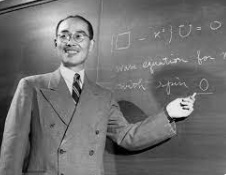 [□ - κ²] U = 0
wave equation for
with spin 0